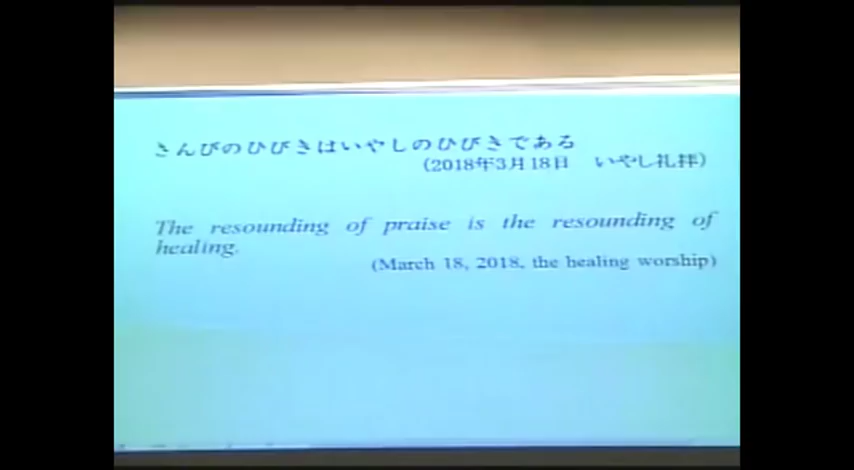 さんびのひびきはいやしのひびきである
(2018年3月18日　いやし礼拝)
The resounding of praise is the resounding of
healing.
(March 18, 2018, the healing worship)